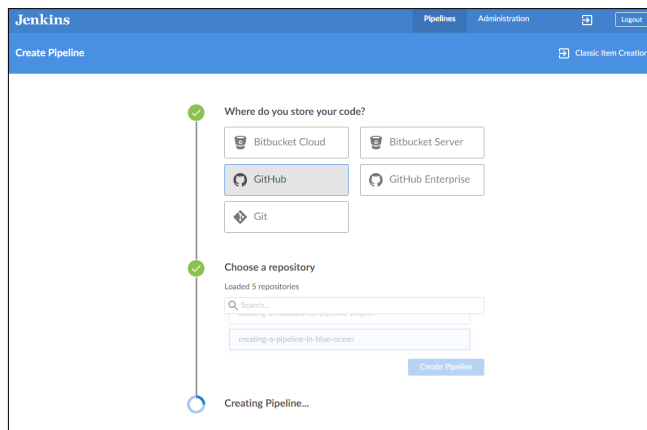 Jenkins
Pipelines
Administration
Logout
Create Pipeline
Classic Item Creation
Where do you store your code?
Bitbucket Cloud
Bitbucket Server
GitHub
GitHub Enterprise
Git
Choose a repository
Loaded 5 repositories
Search...
creating-a-pipeline-in-blue-ocean
Create Pipeline
Creating Pipeline...